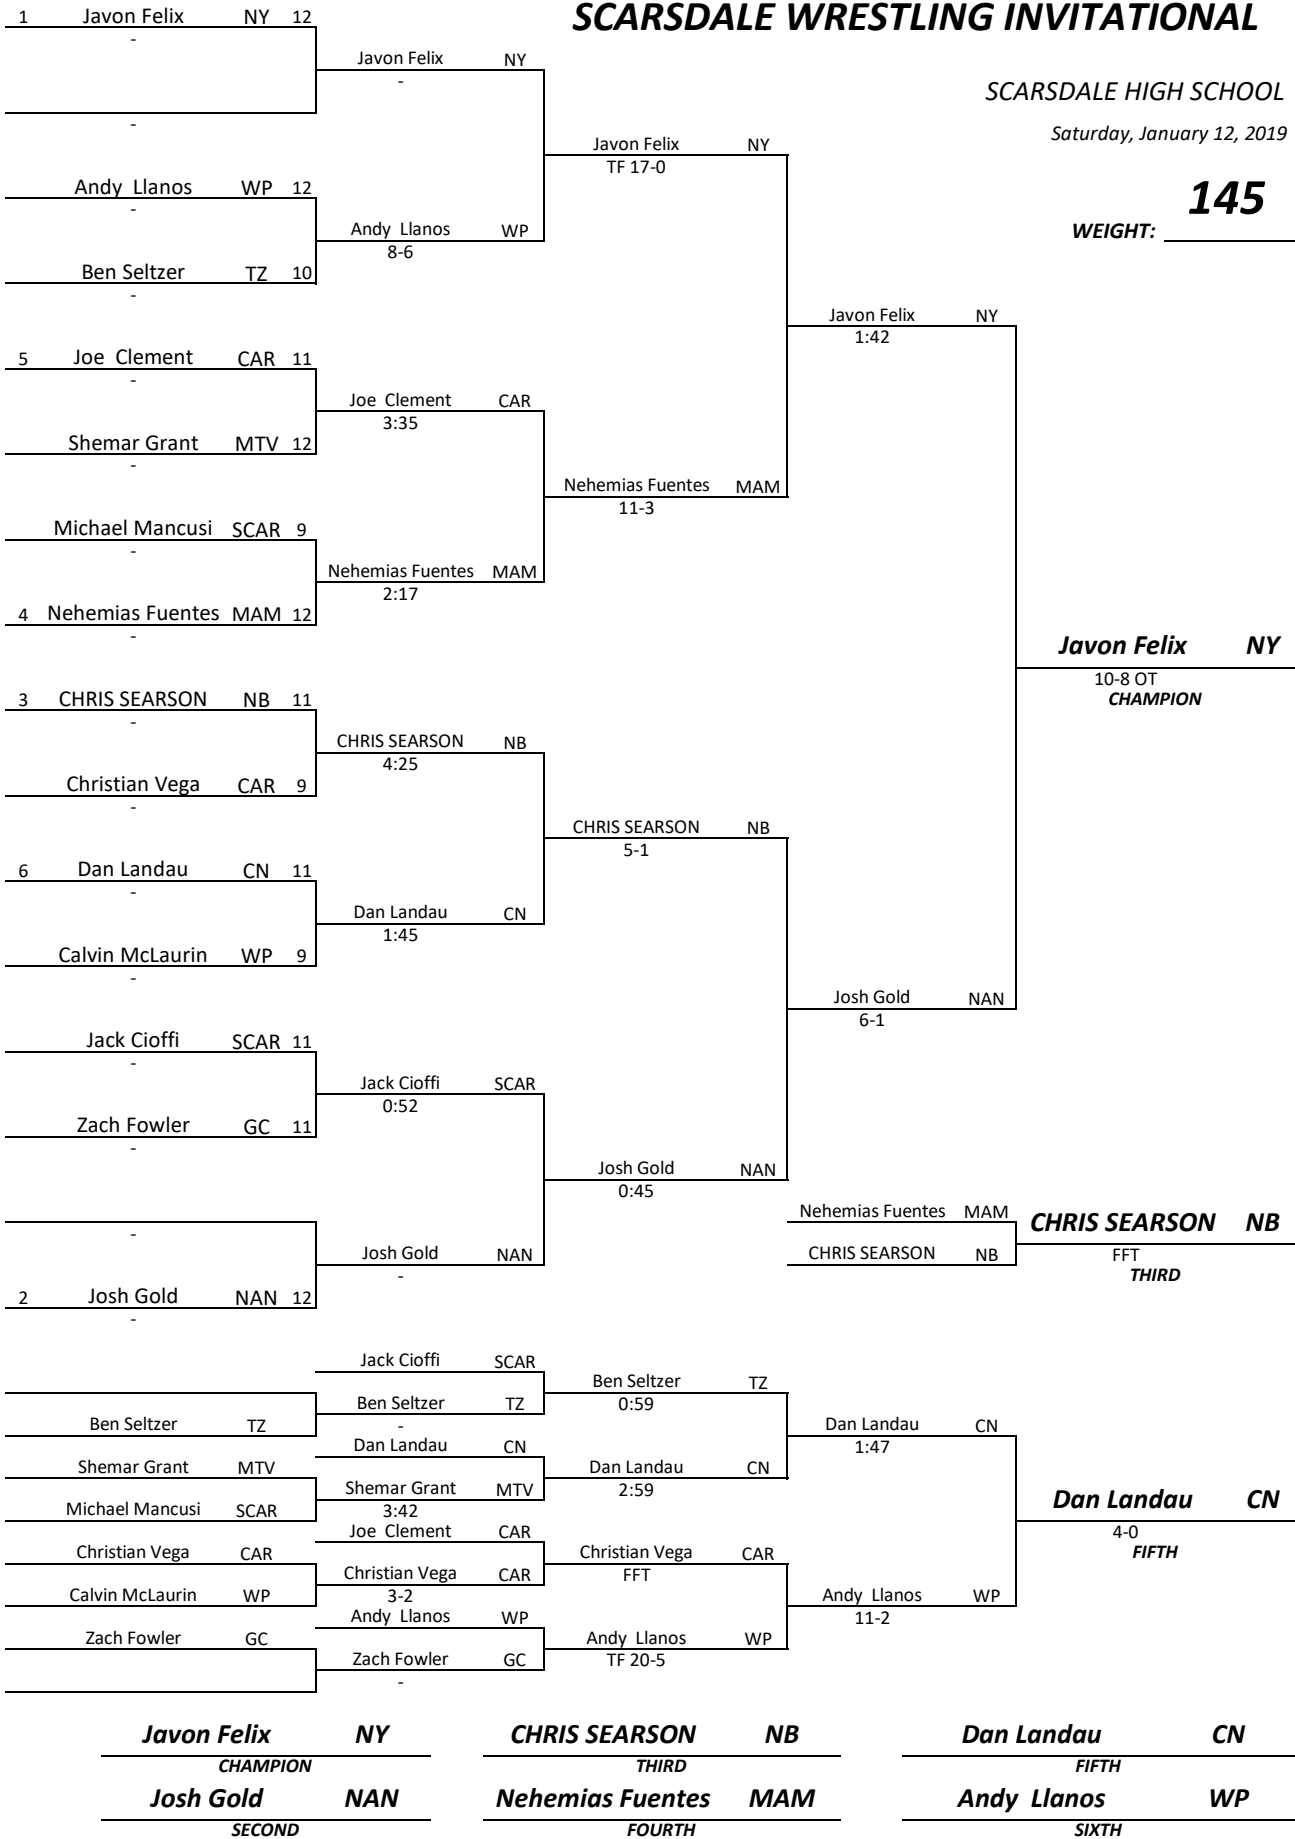 SCARSDALE WRESTLING INVITATIONAL
SCARSDALE HIGH SCHOOL
Saturday, January 12, 2019
145
WEIGHT:
1 Javon Felix NY 12
-
-
Andy Llanos WP 12
-
Ben Seltzer TZ 10
-
5 Joe Clement CAR 11
-
Shemar Grant MTV 12
-
Michael Mancusi SCAR 9
-
4 Nehemias Fuentes MAM 12
-
3 CHRIS SEARSON NB 11
-
Christian Vega CAR 9
-
6 Dan Landau CN 11
-
Calvin McLaurin WP 9
-
Jack Cioffi SCAR 11
-
Zach Fowler GC 11
-
-
2 Josh Gold NAN 12
-
Javon Felix NY
-
Andy Llanos WP
8-6
Joe Clement CAR
3:35
Nehemias Fuentes MAM
2:17
CHRIS SEARSON NB
4:25
Dan Landau CN
1:45
Jack Cioffi SCAR
0:52
Josh Gold NAN
-
Javon Felix NY
TF 17-0
Nehemias Fuentes MAM
11-3
CHRIS SEARSON NB
5-1
Josh Gold NAN
0:45
Javon Felix NY
1:42
Josh Gold NAN
6-1
Javon Felix NY
10-8 OT
CHAMPION
Nehemias Fuentes MAM
CHRIS SEARSON NB
CHRIS SEARSON NB
FFT
THIRD
Ben Seltzer TZ
Shemar Grant MTV
Michael Mancusi SCAR
Christian Vega CAR
Calvin McLaurin WP
Zach Fowler GC
Jack Cioffi SCAR
Ben Seltzer TZ
-
Dan Landau CN
Shemar Grant MTV
3:42
Joe Clement CAR
Christian Vega CAR
3-2
Andy Llanos WP
Zach Fowler GC
-
Ben Seltzer TZ
0:59
Dan Landau CN
2:59
Christian Vega CAR
FFT
Andy Llanos WP
TF 20-5
Dan Landau CN
1:47
Andy Llanos WP
11-2
Dan Landau CN
4-0
FIFTH
Javon Felix NY
CHAMPION
CHRIS SEARSON NB
THIRD
Dan Landau CN
FIFTH
Josh Gold NAN
SECOND
Nehemias Fuentes MAM
FOURTH
Andy Llanos WP
SIXTH